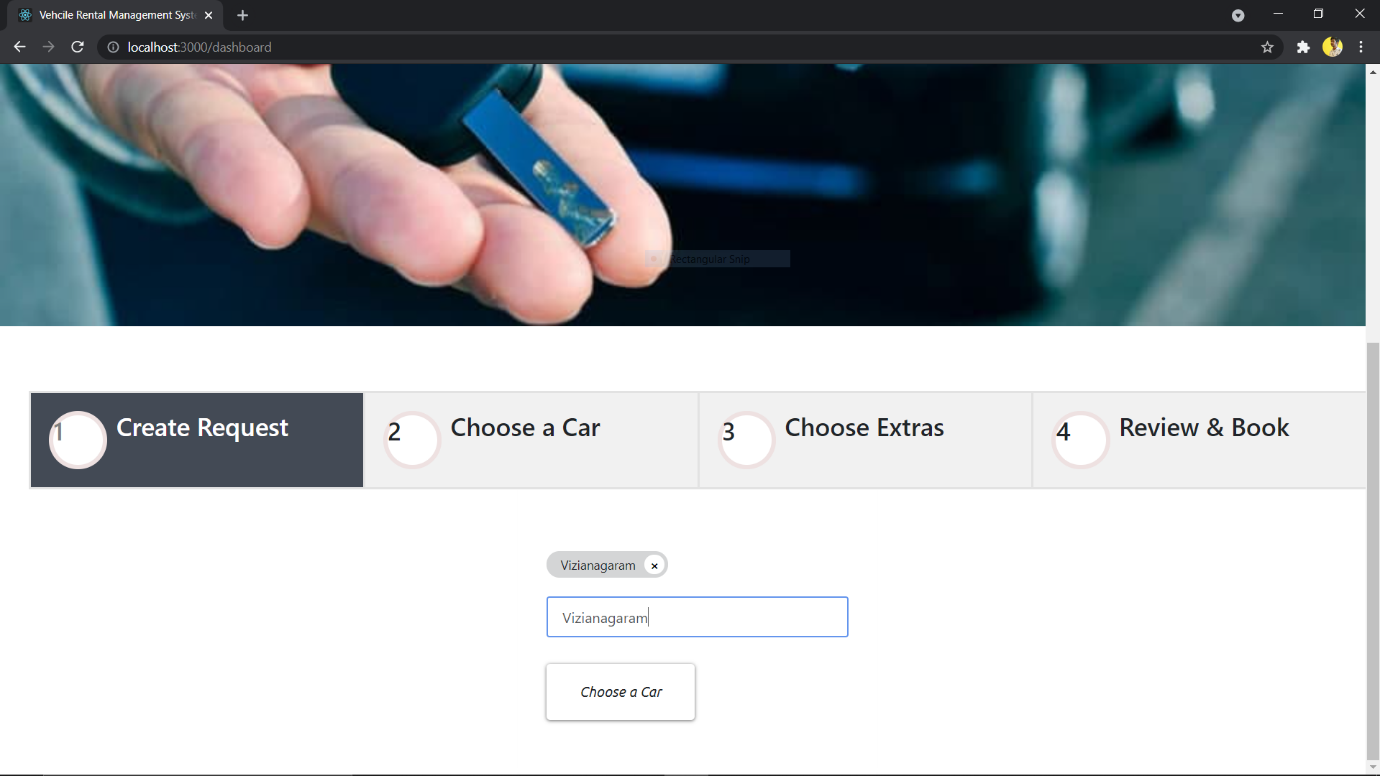 Vehcile Rental Management Syst
localhost:3000/dashboard
Rectangular Snip
1 Create Request
2 Choose a Car
3 Choose Extras
4 Review & Book
Vizianagaram ×
Vizianagaram
Choose a Car